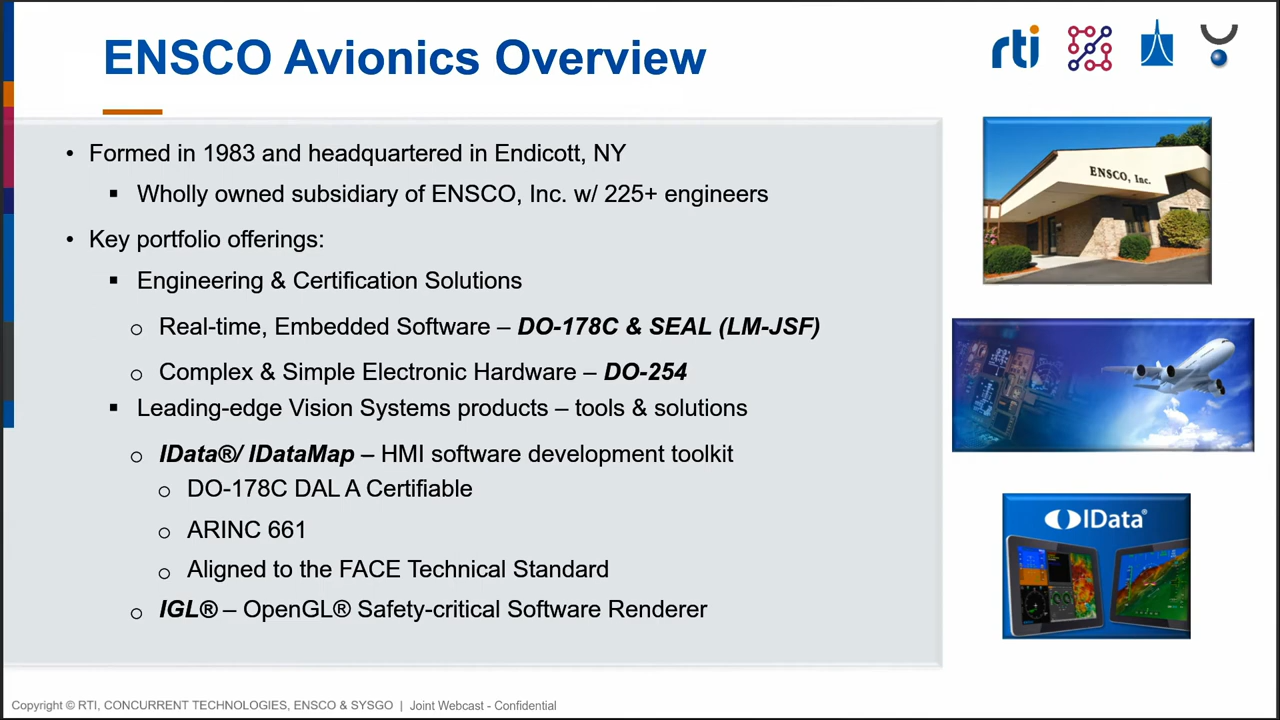 ENSCO Avionics Overview
rti
• Formed in 1983 and headquartered in Endicott, NY
▪ Wholly owned subsidiary of ENSCO, Inc. w/ 225+ engineers
• Key portfolio offerings:
▪ Engineering & Certification Solutions
o Real-time, Embedded Software – DO-178C & SEAL (LM-JSF)
o Complex & Simple Electronic Hardware – DO-254
▪ Leading-edge Vision Systems products – tools & solutions
o IData®/ IDataMap – HMI software development toolkit
o DO-178C DAL A Certifiable
o ARINC 661
o Aligned to the FACE Technical Standard
o IGL® – OpenGL® Safety-critical Software Renderer
ENSCO, Inc.
IData®
Copyright © RTI, CONCURRENT TECHNOLOGIES, ENSCO & SYSGO | Joint Webcast - Confidential